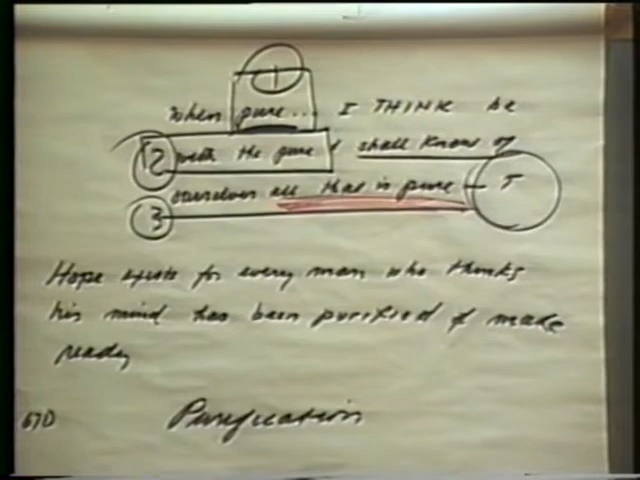 1
When pure... I THINK be
2 with the pure & shall know of
ourselves all that is pure — T
3
Hope exists for every man who thinks
his mind has been purified & made
ready
67D Purification